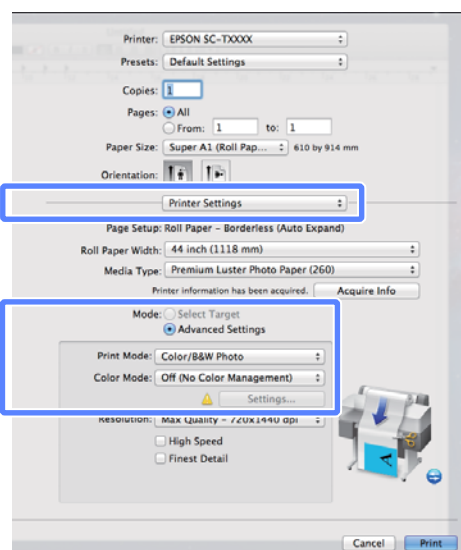 Printer: EPSON SC-TXXXX
Presets: Default Settings
Copies: 1
Pages: All
From: 1 to: 1
Paper Size: Super A1 (Roll Pap... 610 by 914 mm
Orientation:
Printer Settings
Page Setup: Roll Paper - Borderless (Auto Expand)
Roll Paper Width: 44 inch (1118 mm)
Media Type: Premium Luster Photo Paper (260)
Printer information has been acquired. Acquire Info
Mode: Select Target
Advanced Settings
Print Mode: Color/B&W Photo
Color Mode: Off (No Color Management)
Settings...
Resolution: Max Quality - 720x1440 dpi
High Speed
Finest Detail
Cancel Print